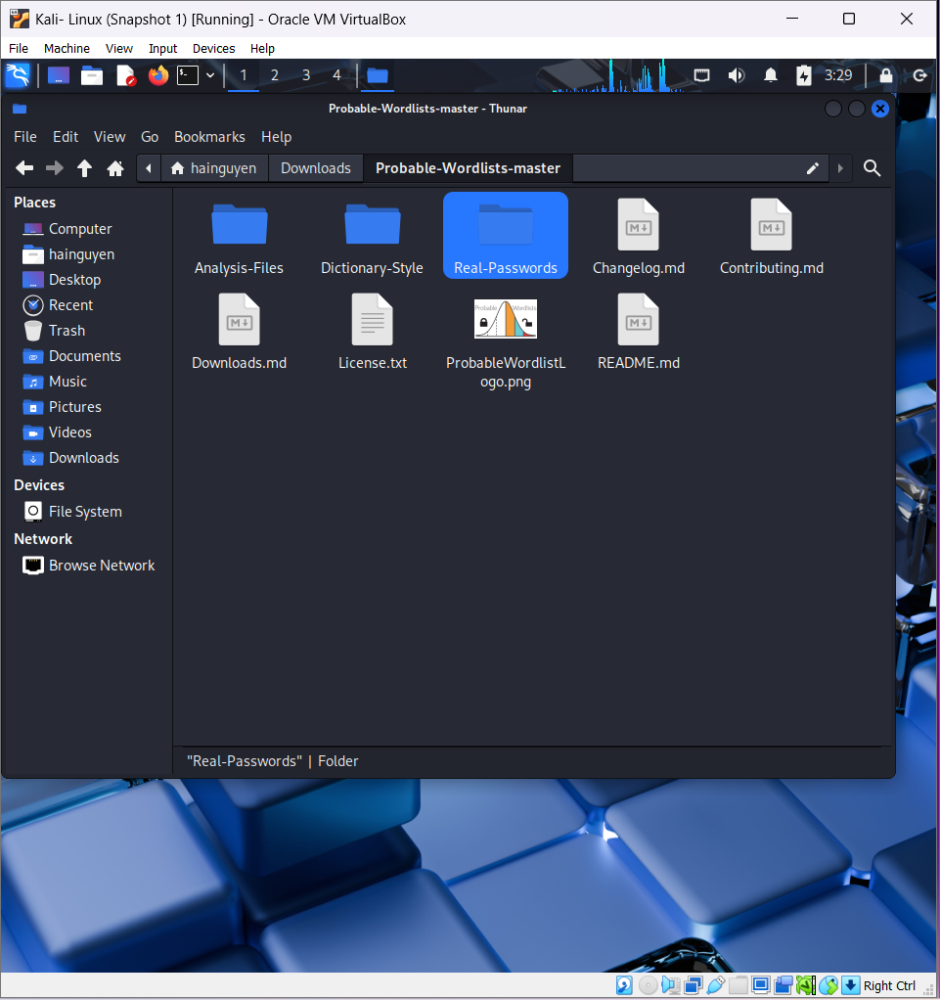 Kali- Linux (Snapshot 1) [Running] - Oracle VM VirtualBox
File Machine View Input Devices Help
1 2 3 4 3:29
Probable-Wordlists-master - Thunar
File Edit View Go Bookmarks Help
hainguyen Downloads Probable-Wordlists-master
Places
Computer
hainguyen
Desktop
Recent
Trash
Documents
Music
Pictures
Videos
Downloads
Devices
File System
Network
Browse Network
Analysis-Files Dictionary-Style Real-Passwords Changelog.md Contributing.md
Probable Wordlists
Downloads.md License.txt ProbableWordlistL README.md
ogo.png
"Real-Passwords" | Folder
Right Ctrl